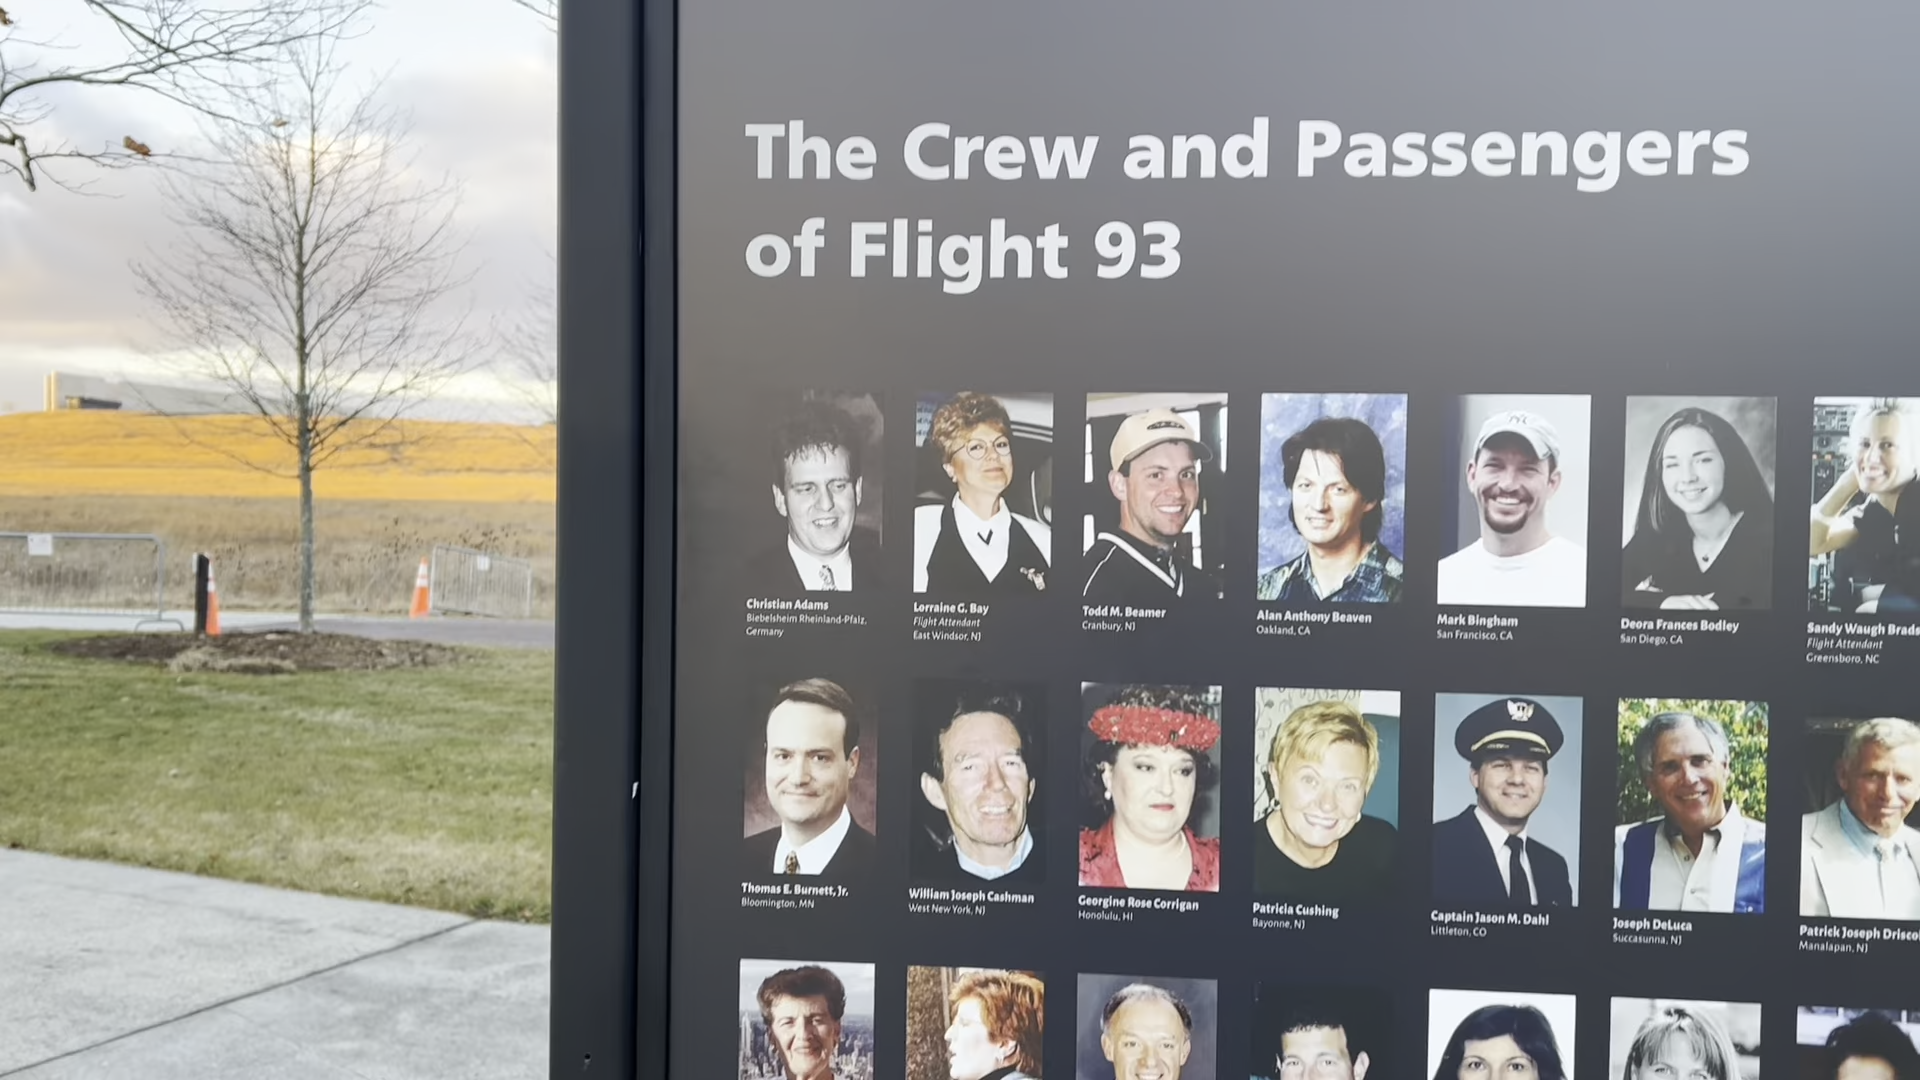 The Crew and Passengers
of Flight 93
Christian Adams
Biebelsheim Rheinland-Pfalz,
Germany
Lorraine G. Bay
Flight Attendant
East Windsor, NJ
Todd M. Beamer
Cranbury, NJ
Alan Anthony Beaven
Oakland, CA
Mark Bingham
San Francisco, CA
Deora Frances Bodley
San Diego, CA
Sandy Waugh Brads
Flight Attendant
Greensboro, NC
Thomas E. Burnett, Jr.
Bloomington, MN
William Joseph Cashman
West New York, NJ
Georgine Rose Corrigan
Honolulu, HI
Patricia Cushing
Bayonne, NJ
Captain Jason M. Dahl
Littleton, CO
Joseph DeLuca
Succasunna, NJ
Patrick Joseph Driscol
Manalapan, NJ